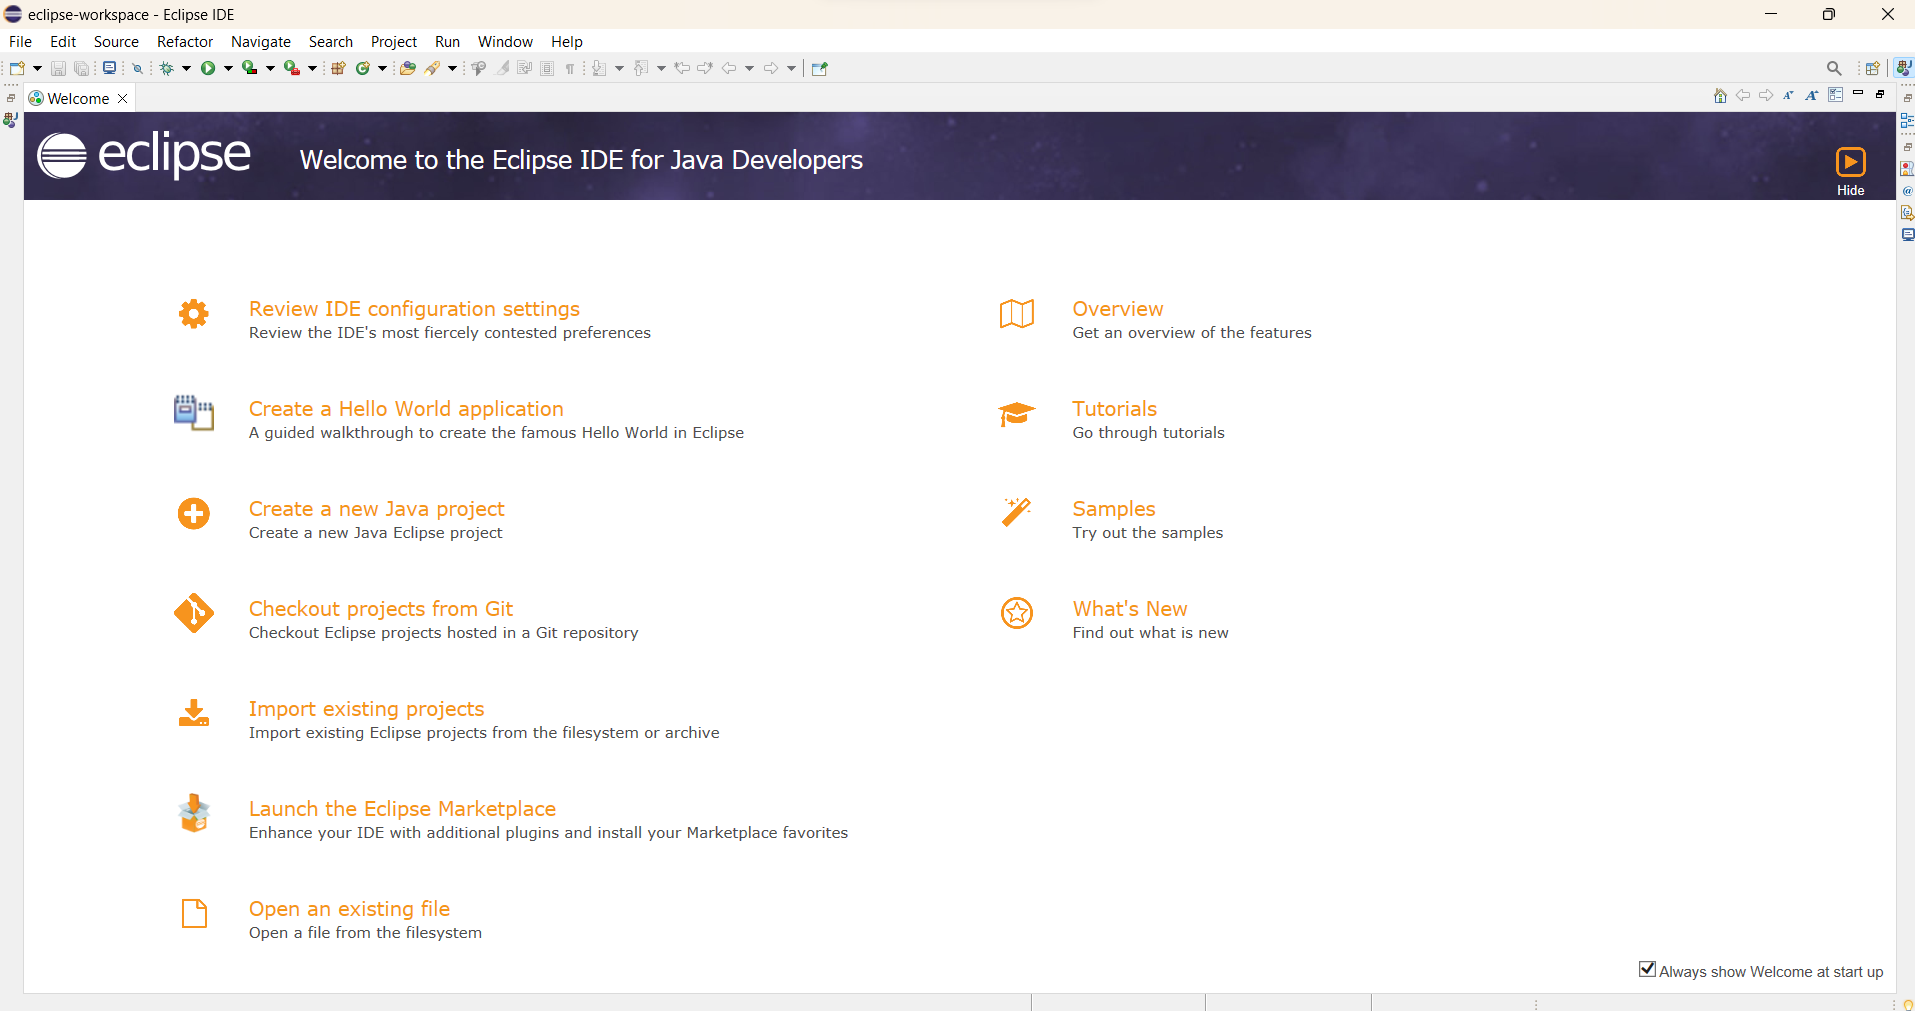 eclipse-workspace - Eclipse IDE
File Edit Source Refactor Navigate Search Project Run Window Help
Welcome
eclipse
Welcome to the Eclipse IDE for Java Developers
Hide
Review IDE configuration settings
Review the IDE's most fiercely contested preferences
Create a Hello World application
A guided walkthrough to create the famous Hello World in Eclipse
Create a new Java project
Create a new Java Eclipse project
Checkout projects from Git
Checkout Eclipse projects hosted in a Git repository
Import existing projects
Import existing Eclipse projects from the filesystem or archive
Launch the Eclipse Marketplace
Enhance your IDE with additional plugins and install your Marketplace favorites
Open an existing file
Open a file from the filesystem
Overview
Get an overview of the features
Tutorials
Go through tutorials
Samples
Try out the samples
What's New
Find out what is new
Always show Welcome at start up